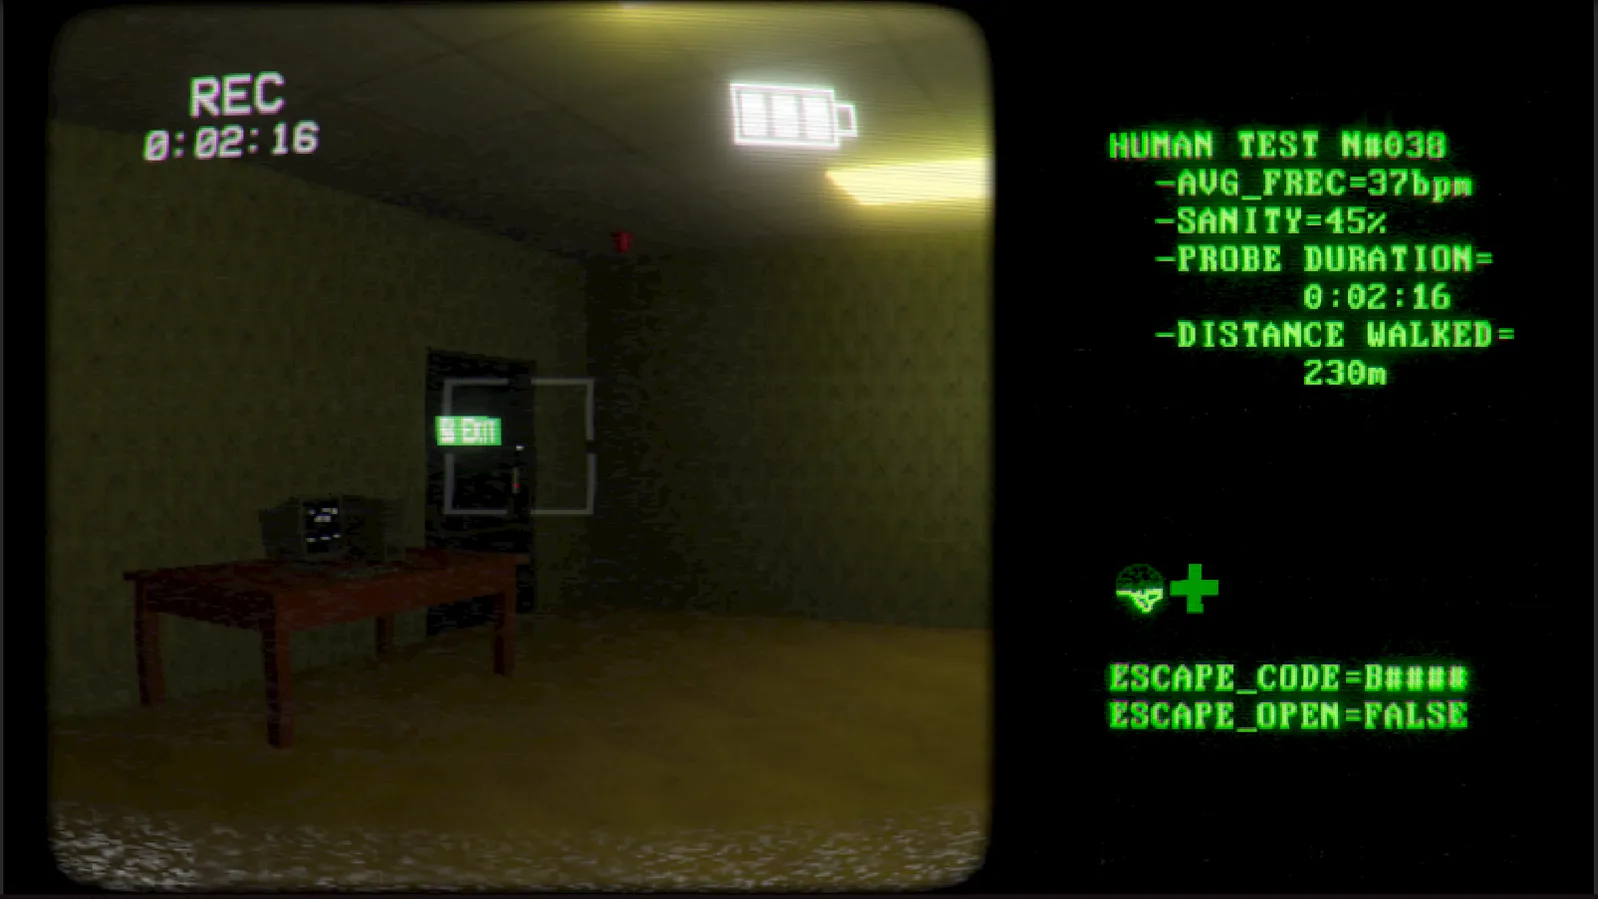 REC
0:02:16
EXIT
HUMAN TEST N#038
-AVG_FREC=37bpm
-SANITY=45%
-PROBE DURATION=
0:02:16
-DISTANCE WALKED=
230m
ESCAPE_CODE=B####
ESCAPE_OPEN=FALSE